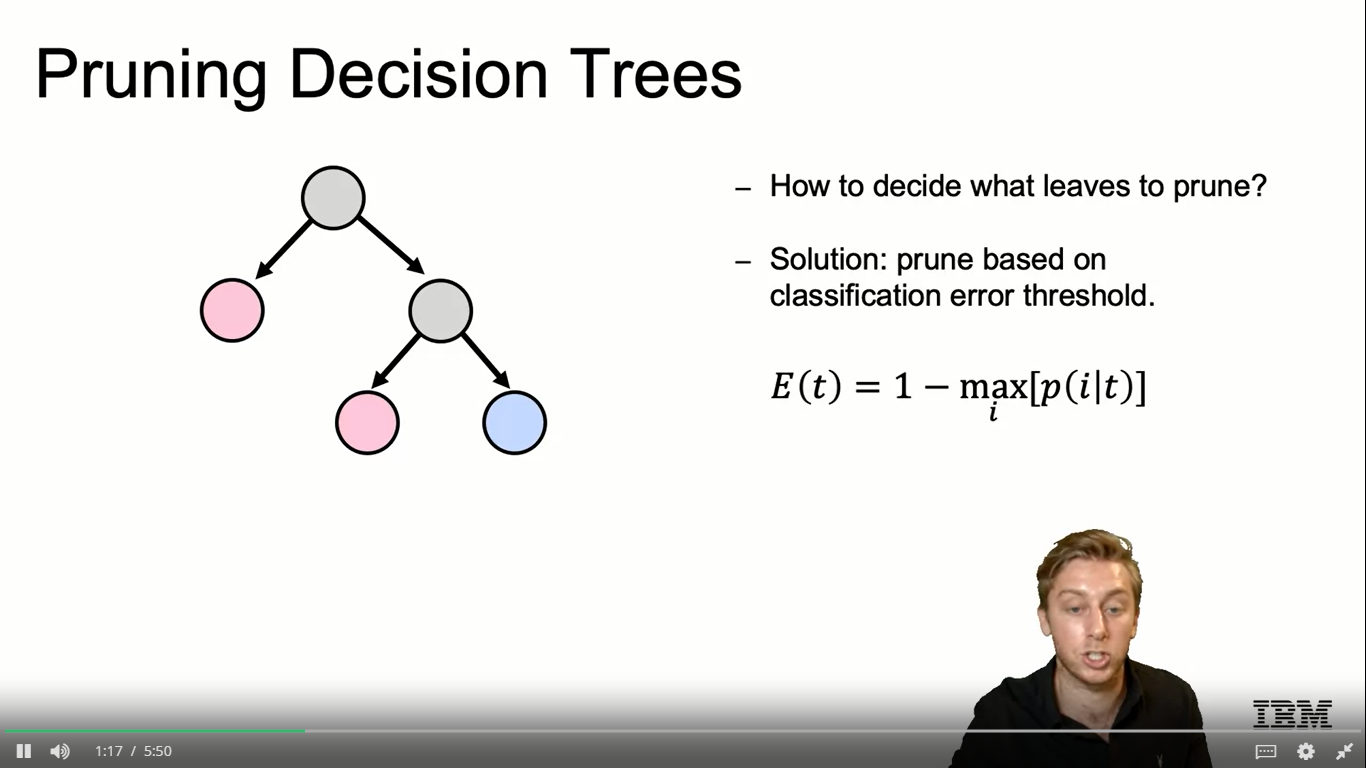 Pruning Decision Trees
– How to decide what leaves to prune?
– Solution: prune based on
classification error threshold.
E(t) = 1 − max[p(i|t)]
i
IBM
1:17 / 5:50